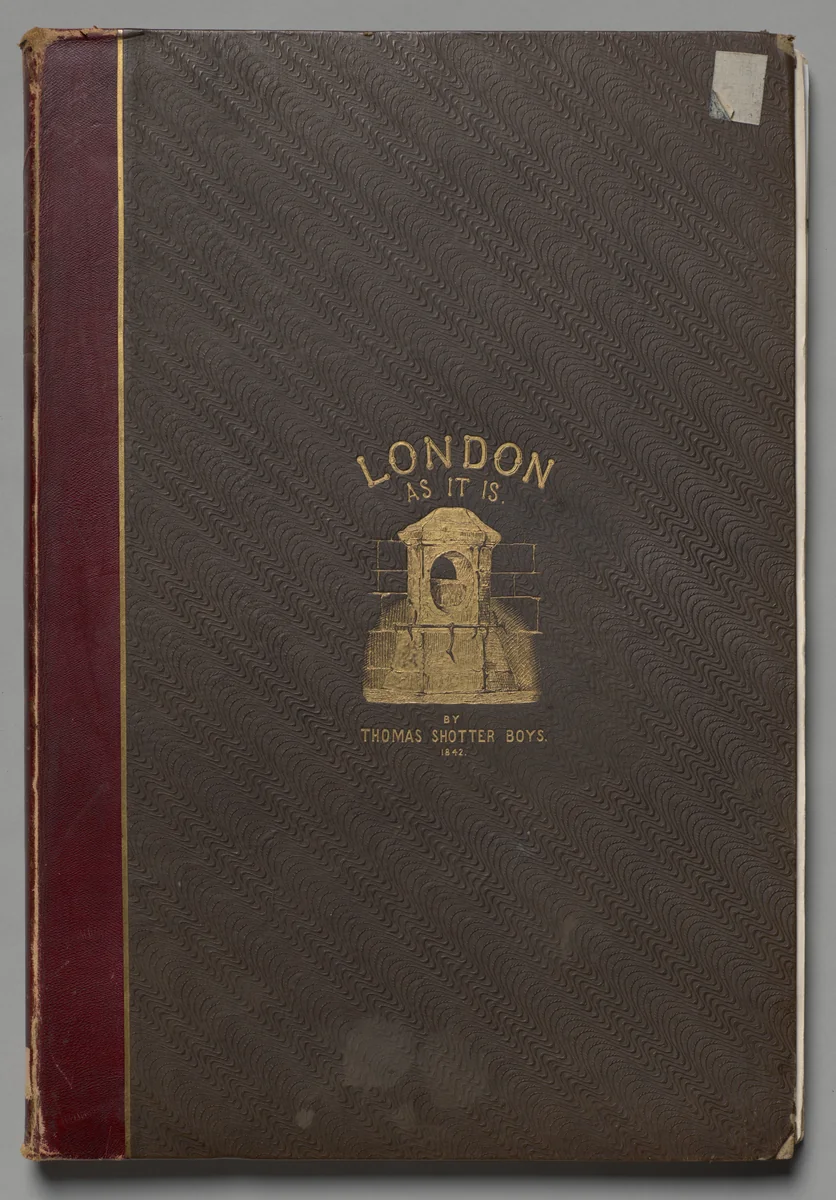 LONDON
AS IT IS.
BY
THOMAS SHOTTER BOYS.
1842.